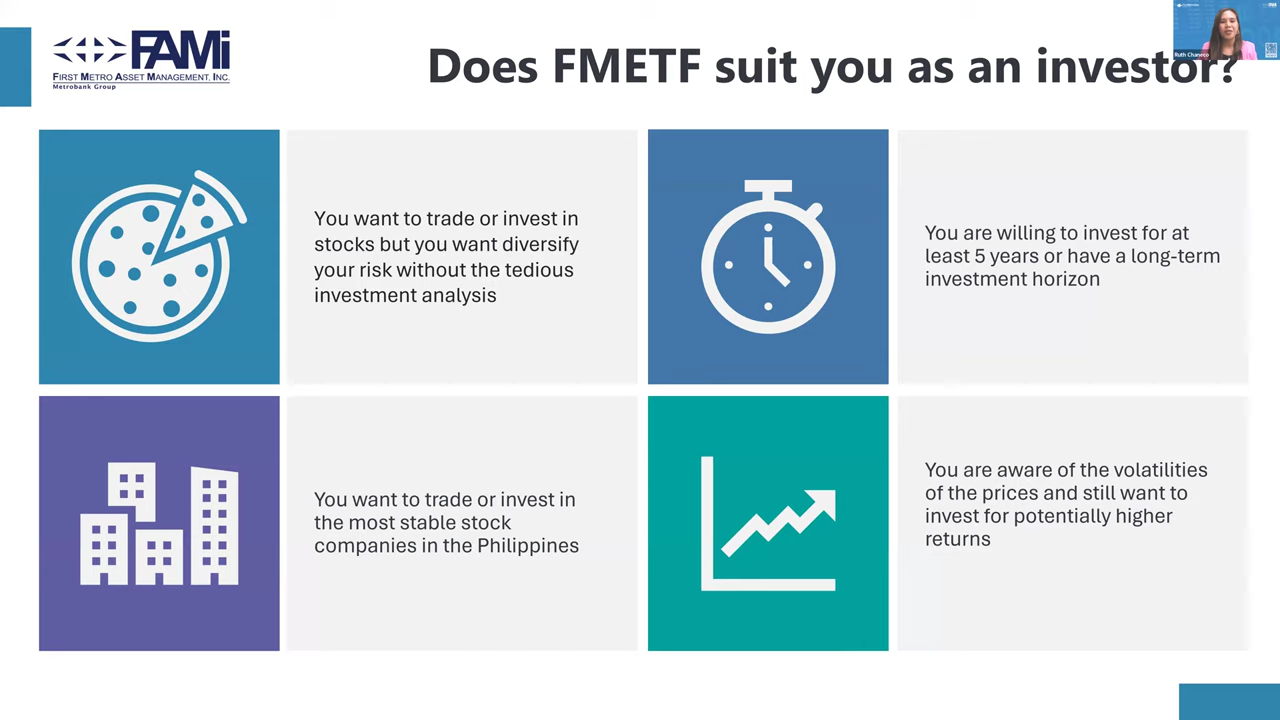 FAMi
FIRST METRO ASSET MANAGEMENT, INC.
Metrobank Group
Does FMETF suit you as an investor?
Ruth Chaneco
You want to trade or invest in
stocks but you want diversify
your risk without the tedious
investment analysis
You are willing to invest for at
least 5 years or have a long-term
investment horizon
You want to trade or invest in
the most stable stock
companies in the Philippines
You are aware of the volatilities
of the prices and still want to
invest for potentially higher
returns